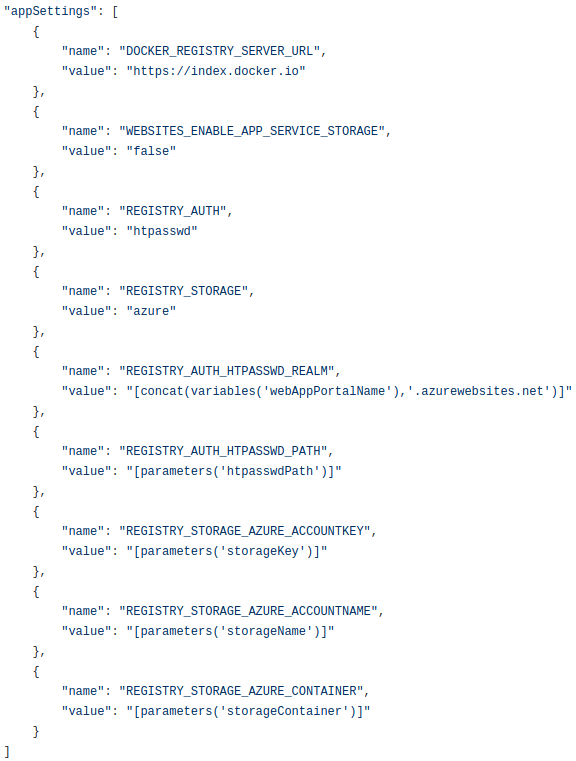 "appSettings": [
    {
        "name": "DOCKER_REGISTRY_SERVER_URL",
        "value": "https://index.docker.io"
    },
    {
        "name": "WEBSITES_ENABLE_APP_SERVICE_STORAGE",
        "value": "false"
    },
    {
        "name": "REGISTRY_AUTH",
        "value": "htpasswd"
    },
    {
        "name": "REGISTRY_STORAGE",
        "value": "azure"
    },
    {
        "name": "REGISTRY_AUTH_HTPASSWD_REALM",
        "value": "[concat(variables('webAppPortalName'),'.azurewebsites.net')]"
    },
    {
        "name": "REGISTRY_AUTH_HTPASSWD_PATH",
        "value": "[parameters('htpasswdPath')]"
    },
    {
        "name": "REGISTRY_STORAGE_AZURE_ACCOUNTKEY",
        "value": "[parameters('storageKey')]"
    },
    {
        "name": "REGISTRY_STORAGE_AZURE_ACCOUNTNAME",
        "value": "[parameters('storageName')]"
    },
    {
        "name": "REGISTRY_STORAGE_AZURE_CONTAINER",
        "value": "[parameters('storageContainer')]"
    }
]